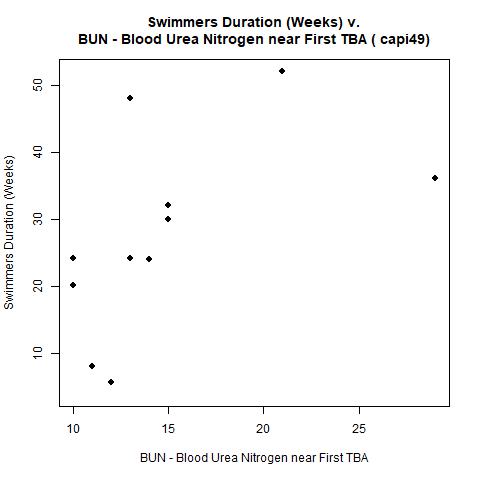 Swimmers Duration (Weeks) v.
BUN - Blood Urea Nitrogen near First TBA ( capi49)
Swimmers Duration (Weeks)
50
40
30
20
10
10
15
20
25
BUN - Blood Urea Nitrogen near First TBA